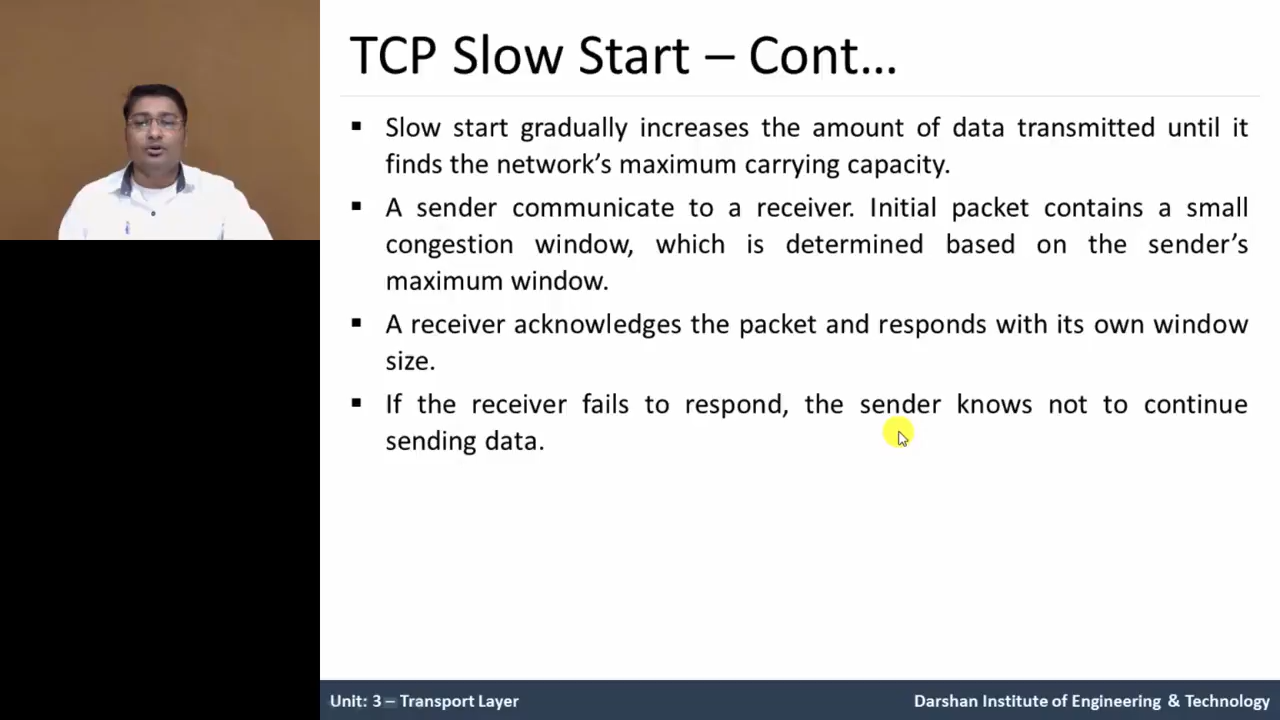 TCP Slow Start – Cont...
▪ Slow start gradually increases the amount of data transmitted until it
finds the network’s maximum carrying capacity.
▪ A sender communicate to a receiver. Initial packet contains a small
congestion window, which is determined based on the sender’s
maximum window.
▪ A receiver acknowledges the packet and responds with its own window
size.
▪ If the receiver fails to respond, the sender knows not to continue
sending data.
Unit: 3 – Transport Layer
Darshan Institute of Engineering & Technology